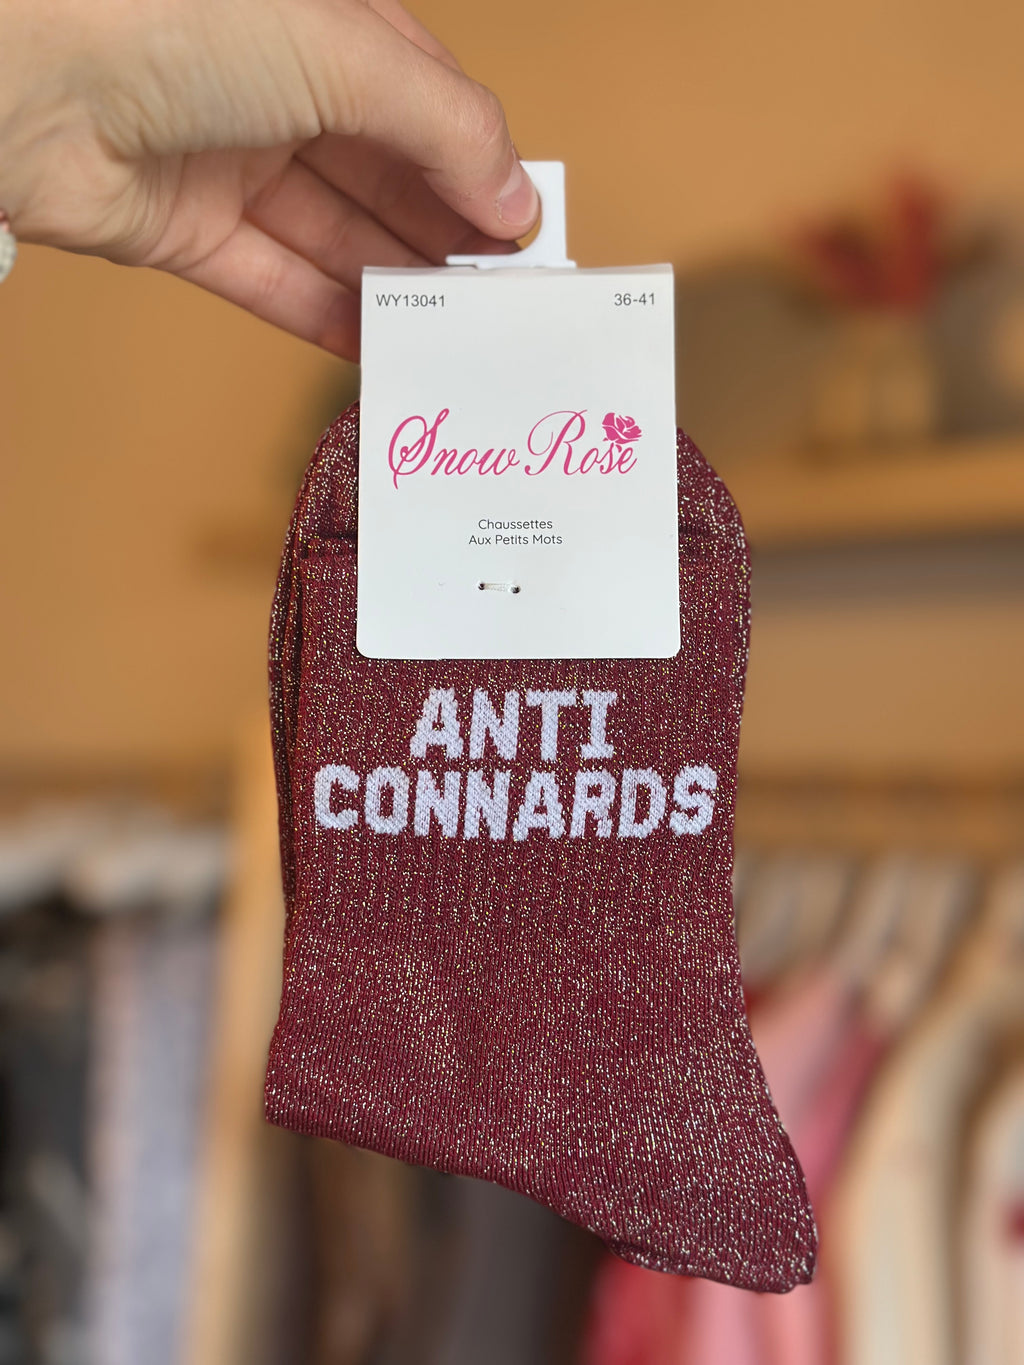 WY13041 36-41
Snow Rose
Chaussettes
Aux Petits Mots
ANTI
CONNARDS